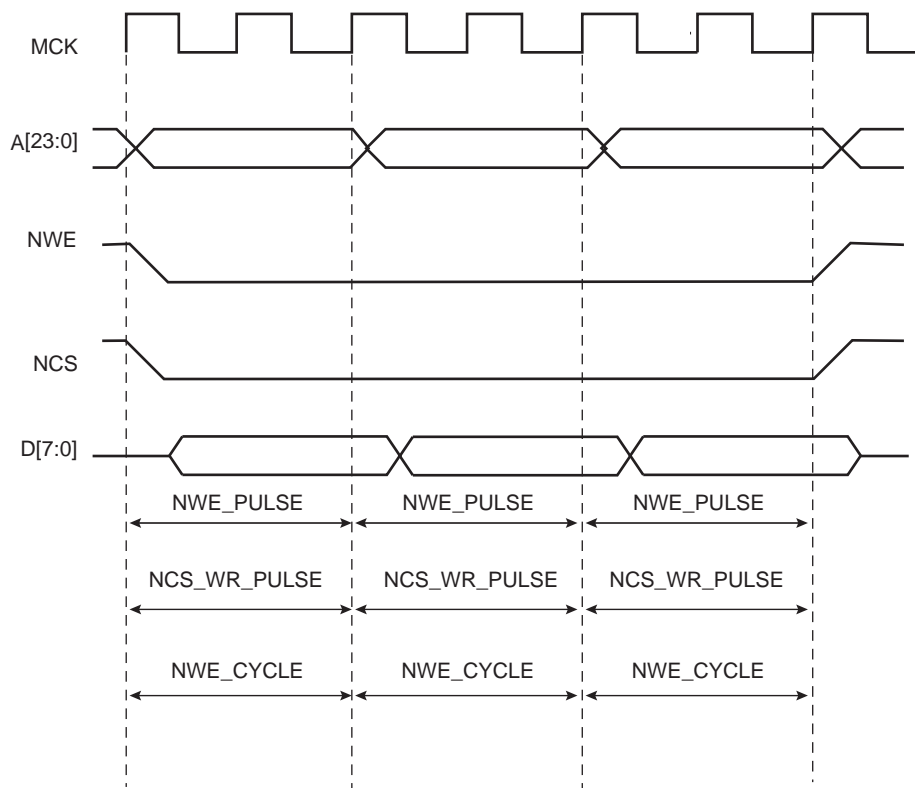 MCK
A[23:0]
NWE
NCS
D[7:0]
NWE_PULSE NWE_PULSE NWE_PULSE
NCS_WR_PULSE NCS_WR_PULSE NCS_WR_PULSE
NWE_CYCLE NWE_CYCLE NWE_CYCLE